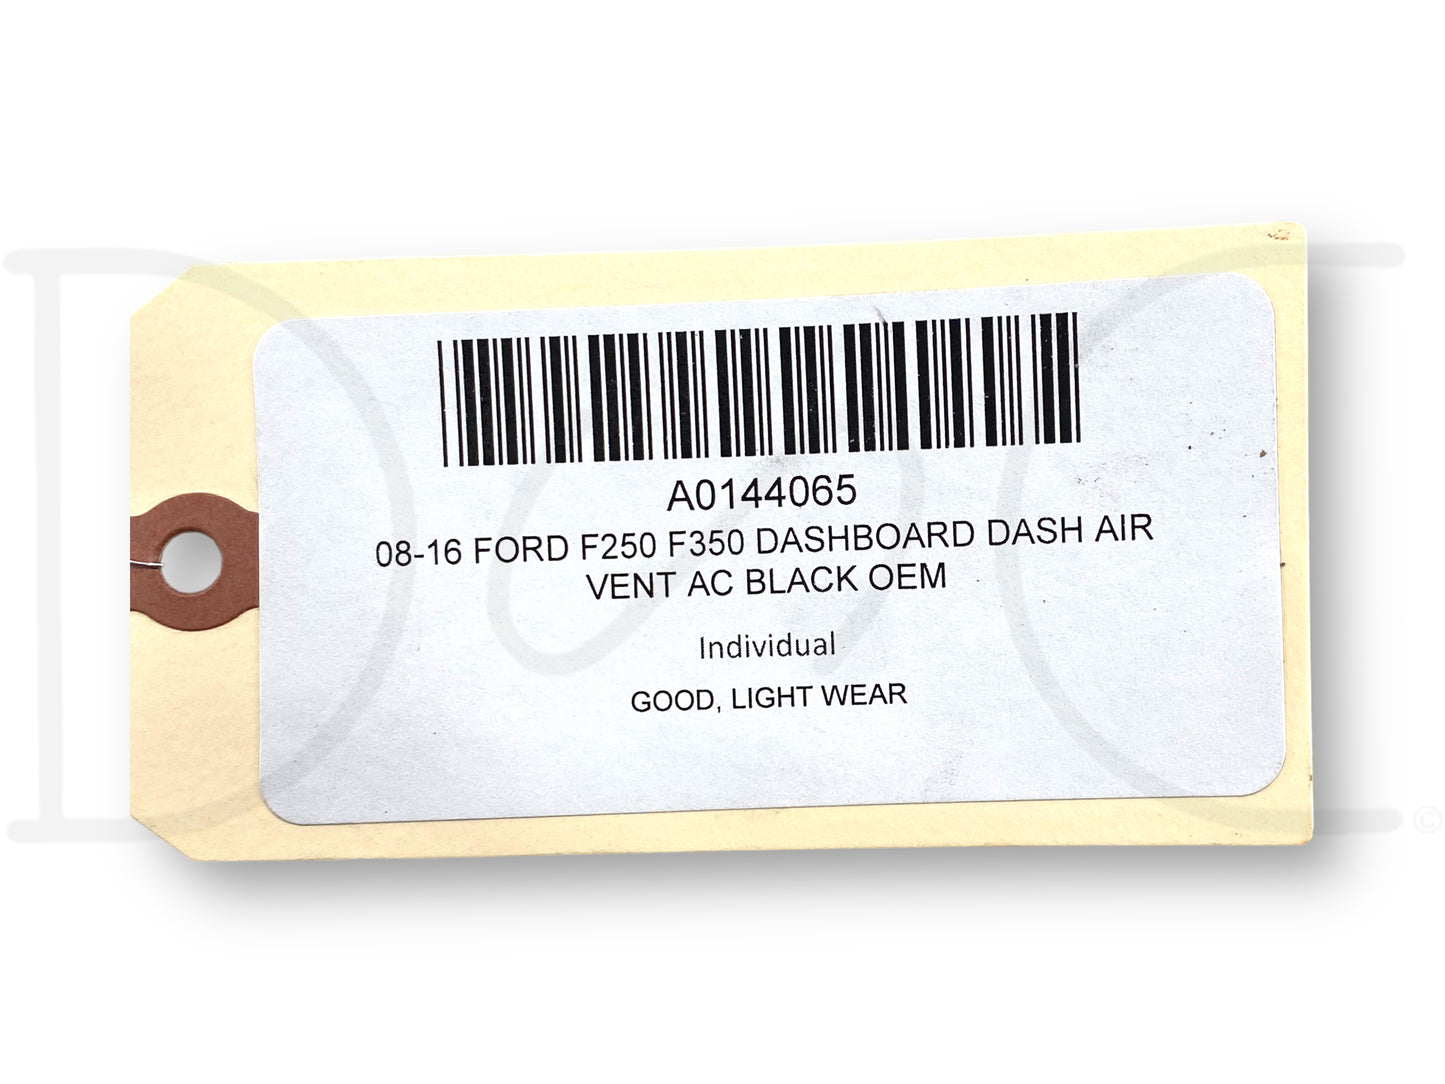 A0144065
08-16 FORD F250 F350 DASHBOARD DASH AIR
VENT AC BLACK OEM
Individual
GOOD, LIGHT WEAR